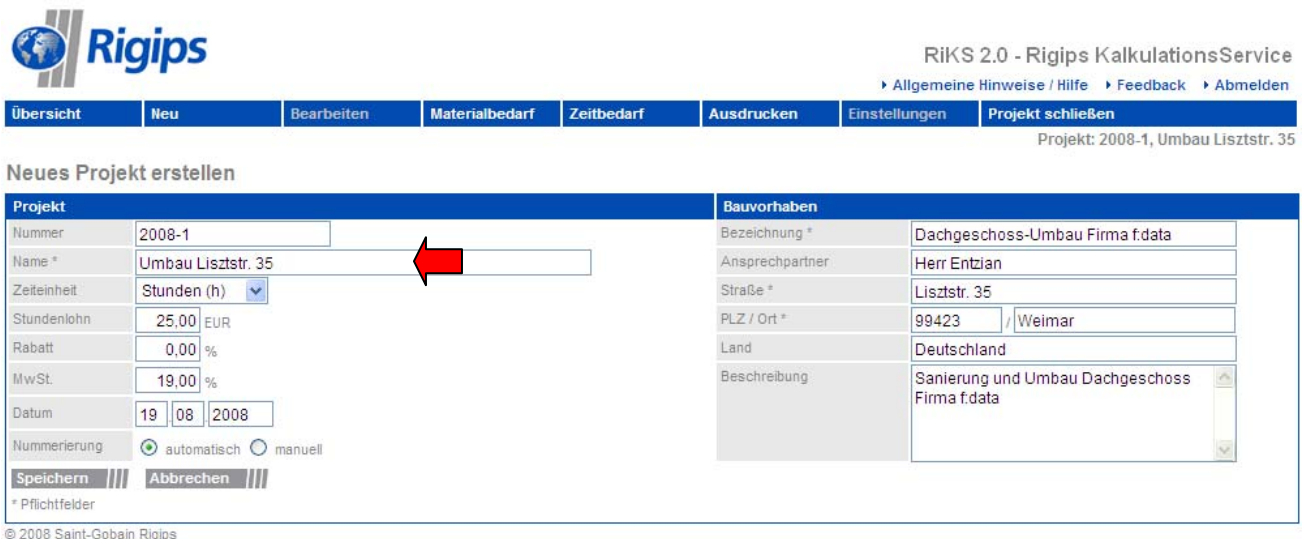 Rigips
RiKS 2.0 - Rigips KalkulationsService
Allgemeine Hinweise / Hilfe Feedback Abmelden
Übersicht Neu Bearbeiten Materialbedarf Zeitbedarf Ausdrucken Einstellungen Projekt schließen
Projekt: 2008-1, Umbau Lisztstr. 35
Neues Projekt erstellen
Projekt
Nummer 2008-1
Name * Umbau Lisztstr. 35
Zeiteinheit Stunden (h)
Stundenlohn 25,00 EUR
Rabatt 0,00 %
MwSt. 19,00 %
Datum 19 . 08 . 2008
Nummerierung automatisch manuell
Speichern Abbrechen
* Pflichtfelder
Bauvorhaben
Bezeichnung * Dachgeschoss-Umbau Firma f:data
Ansprechpartner Herr Entzian
Straße * Lisztstr. 35
PLZ / Ort * 99423 / Weimar
Land Deutschland
Beschreibung Sanierung und Umbau Dachgeschoss
Firma f:data
© 2008 Saint-Gobain Rigips